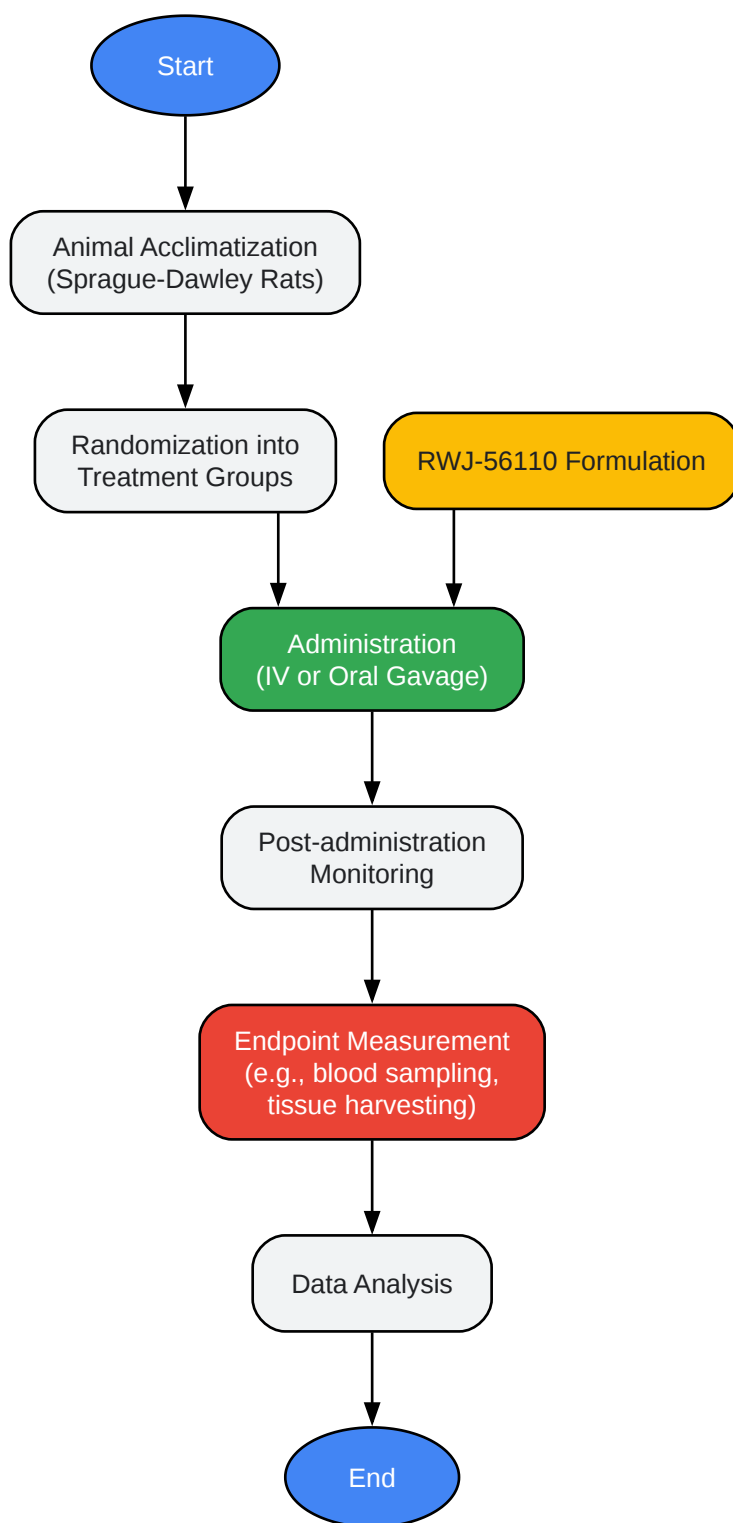 Start
Animal Acclimatization
(Sprague-Dawley Rats)
Randomization into
Treatment Groups
RWJ-56110 Formulation
Administration
(IV or Oral Gavage)
Post-administration
Monitoring
Endpoint Measurement
(e.g., blood sampling,
tissue harvesting)
Data Analysis
End